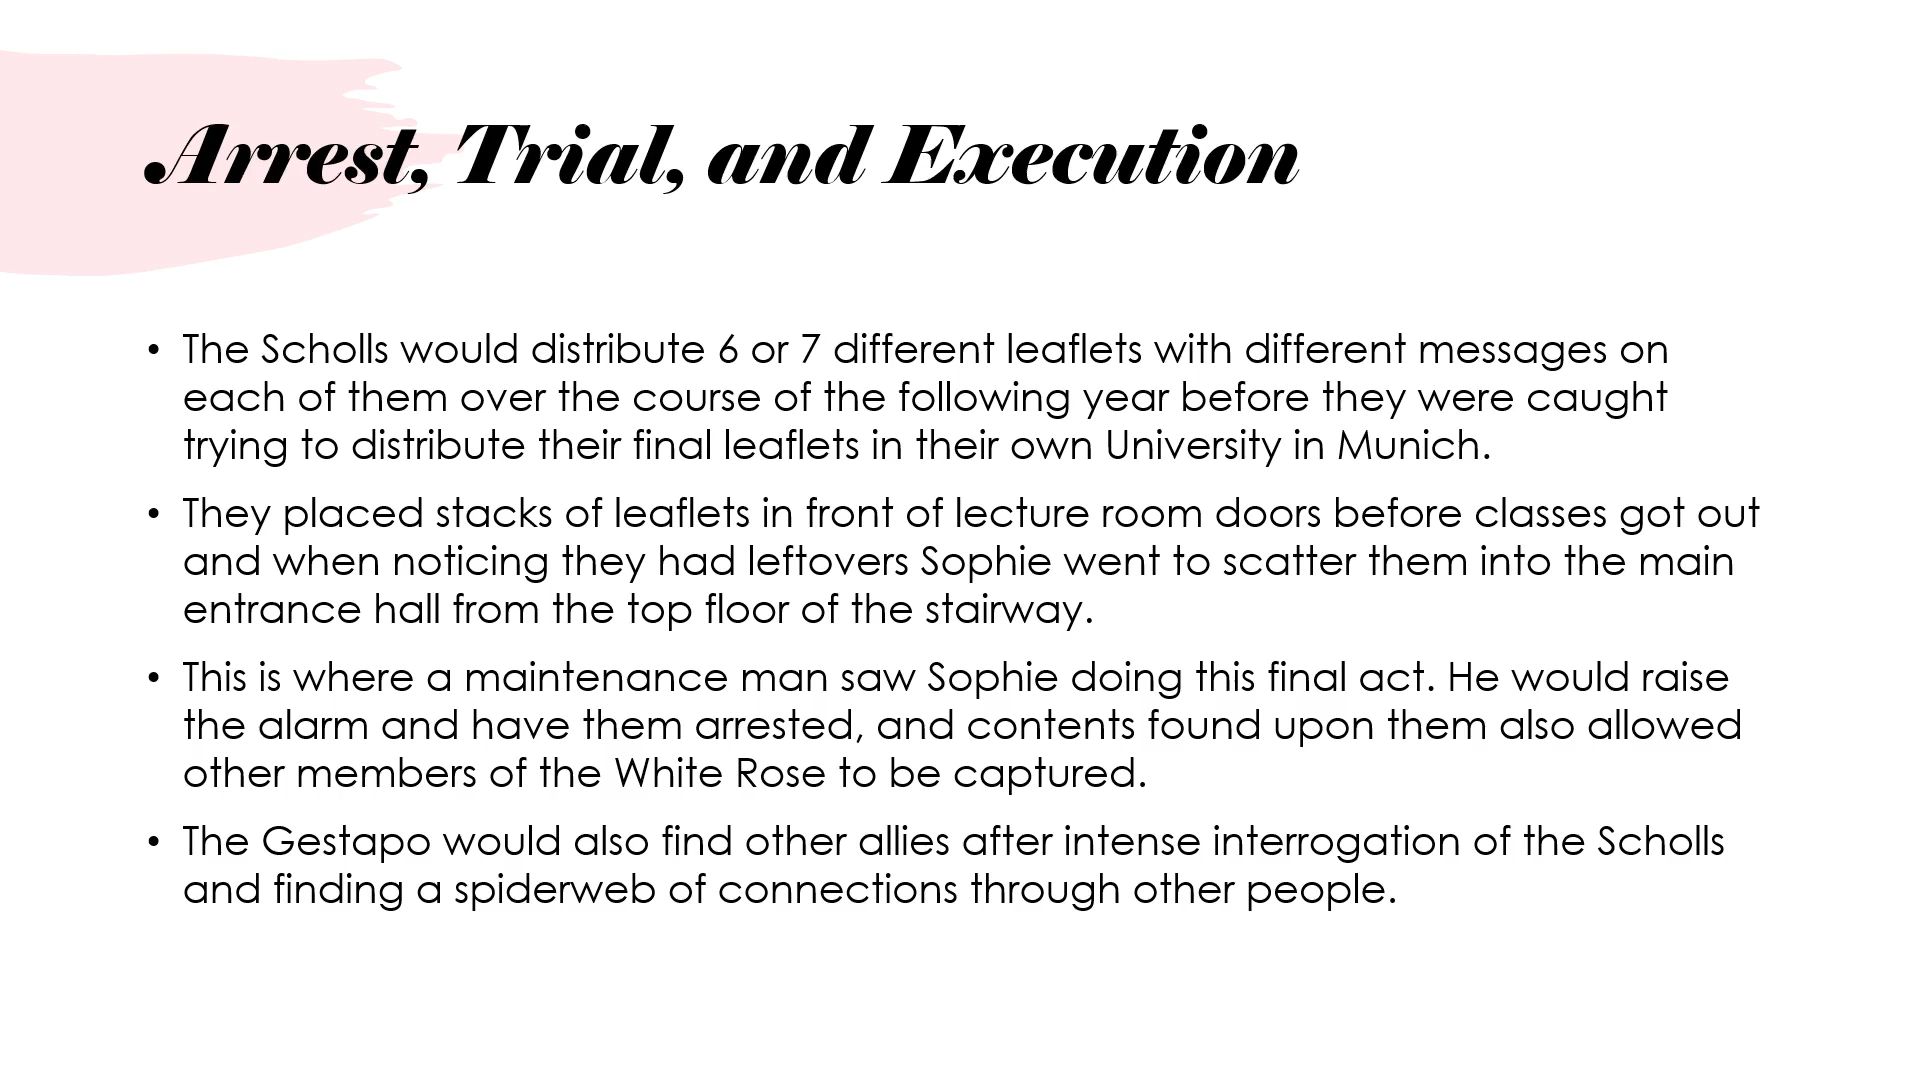 Arrest, Trial, and Execution
• The Scholls would distribute 6 or 7 different leaflets with different messages on
each of them over the course of the following year before they were caught
trying to distribute their final leaflets in their own University in Munich.
• They placed stacks of leaflets in front of lecture room doors before classes got out
and when noticing they had leftovers Sophie went to scatter them into the main
entrance hall from the top floor of the stairway.
• This is where a maintenance man saw Sophie doing this final act. He would raise
the alarm and have them arrested, and contents found upon them also allowed
other members of the White Rose to be captured.
• The Gestapo would also find other allies after intense interrogation of the Scholls
and finding a spiderweb of connections through other people.